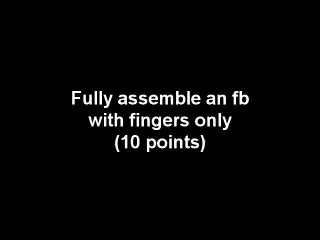 Fully assemble an fb
with fingers only
(10 points)